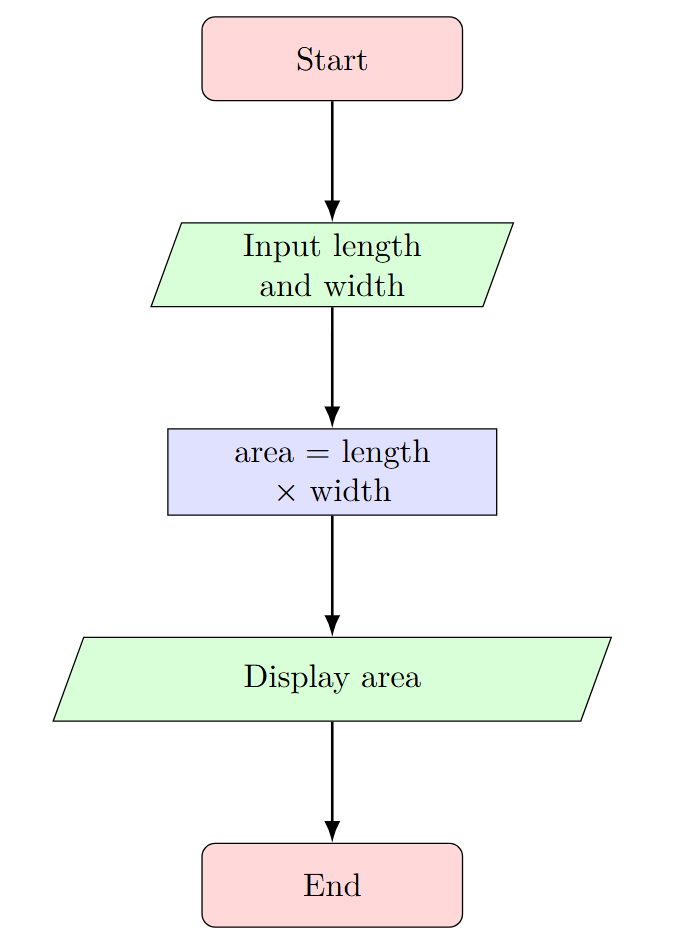 Start
Input length
and width
area = length
× width
Display area
End